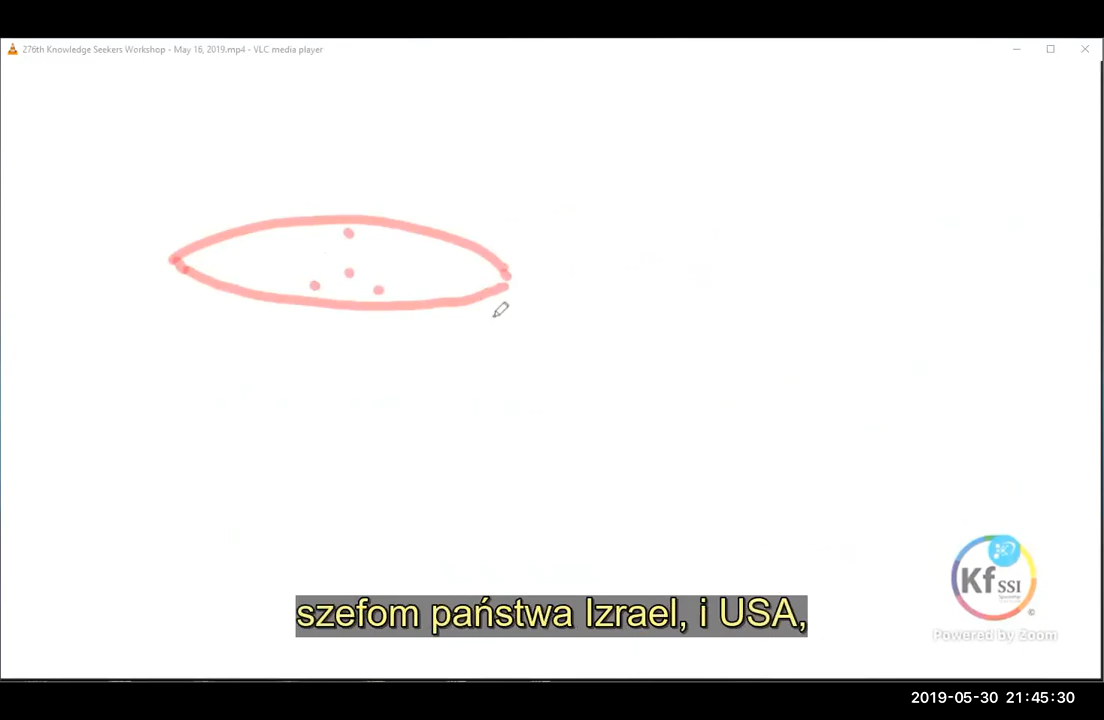 276th Knowledge Seekers Workshop - May 16, 2019.mp4 - VLC media player
Kf SSI
©
Powered by Zoom
szefom państwa Izrael, i USA,
2019-05-30 21:45:30